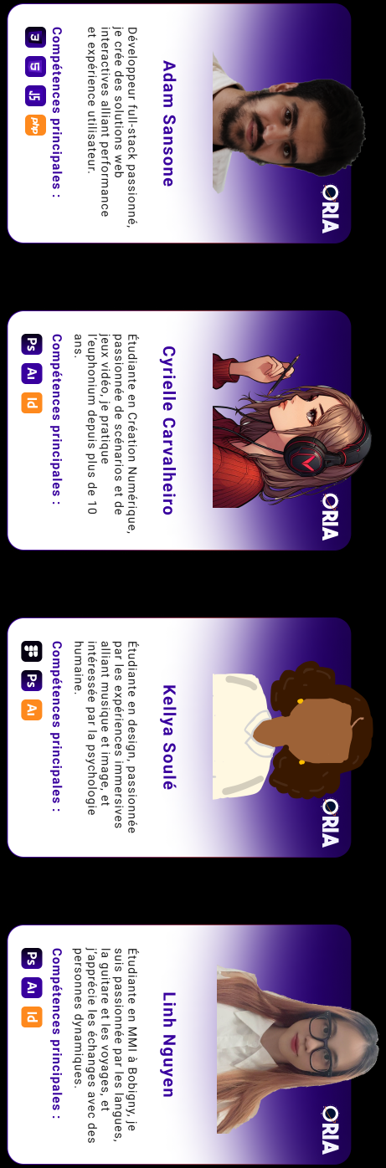 ORIA
Adam Sansone
Développeur full-stack passionné,
je crée des solutions web
interactives alliant performance
et expérience utilisateur.
Compétences principales :
3 5 JS php
ORIA
Cyrielle Carvalheiro
Étudiante en Création Numérique,
passionnée de scénarios et de
jeux vidéo, je pratique
l'euphonium depuis plus de 10
ans.
Compétences principales :
Ps Ai Id
ORIA
Kellya Soulé
Étudiante en design, passionnée
par les expériences immersives
alliant musique et image, et
intéressée par la psychologie
humaine.
Compétences principales :
Ps Ai
ORIA
Linh Nguyen
Étudiante en MMI à Bobigny, je
suis passionnée par les langues,
la guitare et les voyages, et
j'apprécie les échanges avec des
personnes dynamiques.
Compétences principales :
Ps Ai Id